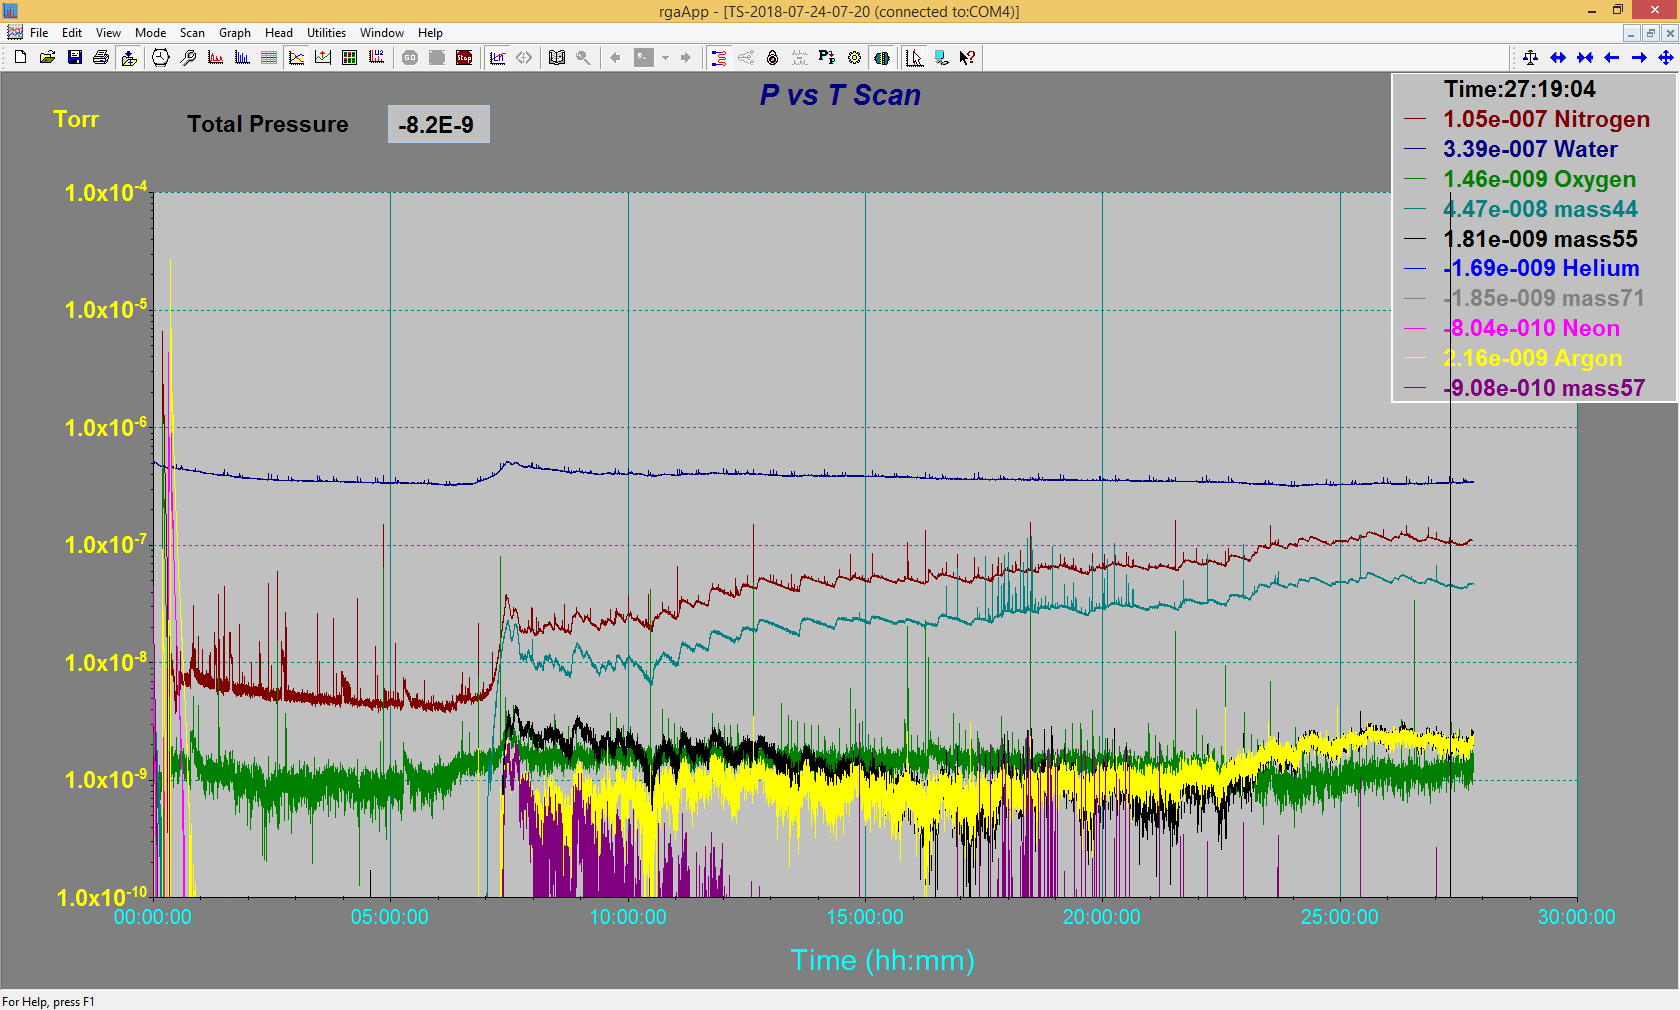 rgaApp - [TS-2018-07-24-07-20 (connected to:COM4)]
File Edit View Mode Scan Graph Head Utilities Window Help
GO Stop
P vs T Scan
Torr
Total Pressure -8.2E-9
Time:27:19:04
1.05e-007 Nitrogen
3.39e-007 Water
1.46e-009 Oxygen
4.47e-008 mass44
1.81e-009 mass55
-1.69e-009 Helium
-1.85e-009 mass71
-8.04e-010 Neon
2.16e-009 Argon
-9.08e-010 mass57
1.0x10-4
1.0x10-5
1.0x10-6
1.0x10-7
1.0x10-8
1.0x10-9
1.0x10-10
00:00:00 05:00:00 10:00:00 15:00:00 20:00:00 25:00:00 30:00:00
Time (hh:mm)
For Help, press F1